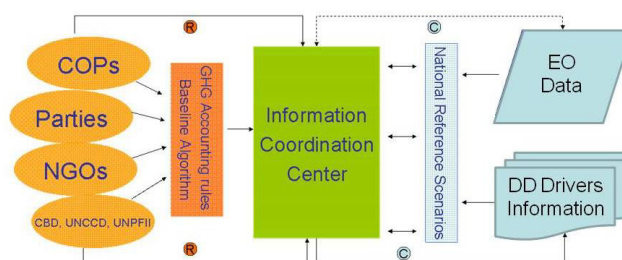 R
C
COPs
Parties
NGOs
CBD, UNCCD, UNPFII
GHG Accounting rules
Baseline Algorithm
Information
Coordination
Center
National Reference Scenarios
EO
Data
DD Drivers
Information
R
C